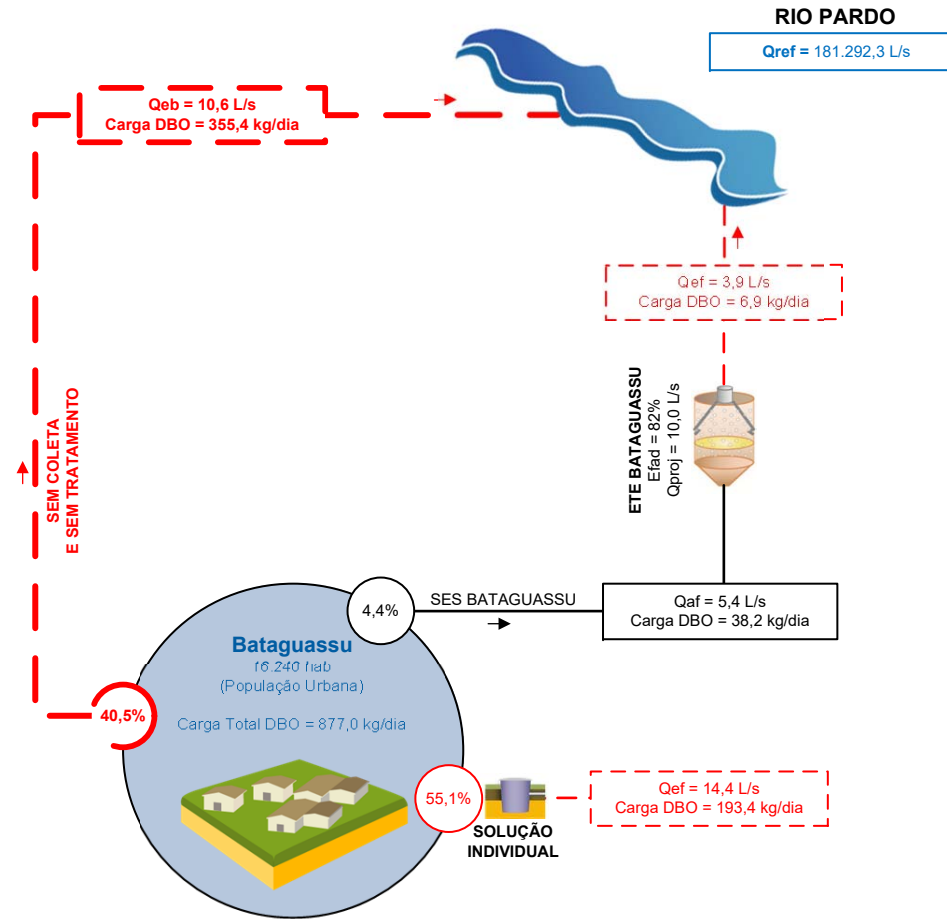 RIO PARDO
Qref = 181.292,3 L/s
Qeb = 10,6 L/s
Carga DBO = 355,4 kg/dia
Qef = 3,9 L/s
Carga DBO = 6,9 kg/dia
ETE BATAGUASSU
Efad = 82%
Qproj = 10,0 L/s
SEM COLETA
E SEM TRATAMENTO
4,4%
SES BATAGUASSU
Qaf = 5,4 L/s
Carga DBO = 38,2 kg/dia
Bataguassu
16.240 hab
(População Urbana)
Carga Total DBO = 877,0 kg/dia
40,5%
55,1%
SOLUÇÃO
INDIVIDUAL
Qef = 14,4 L/s
Carga DBO = 193,4 kg/dia